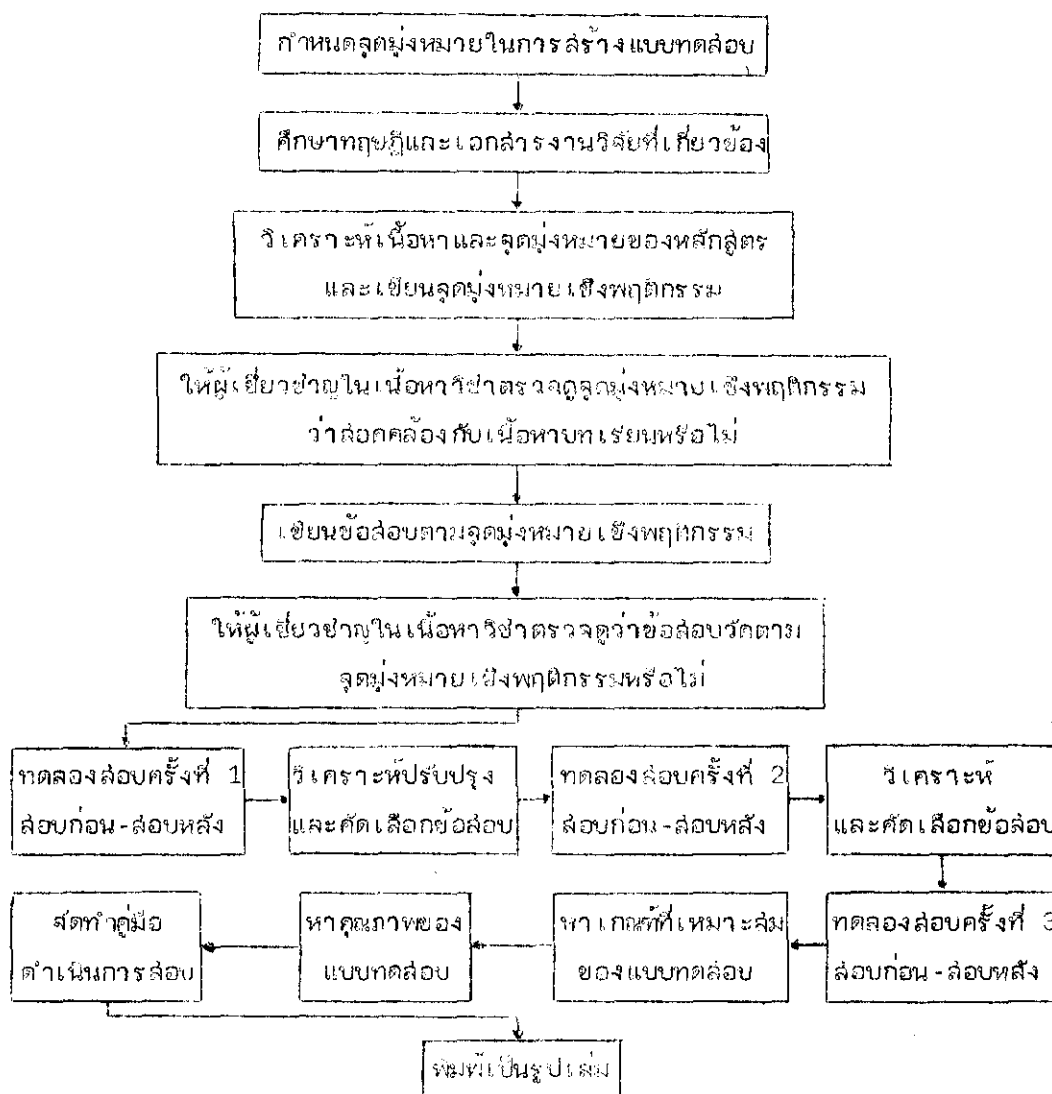 กำหนดจุดมุ่งหมายในการสร้างแบบทดสอบ
ศึกษาทฤษฎีและเอกสารงานวิจัยที่เกี่ยวข้อง
วิเคราะห์เนื้อหาและจุดมุ่งหมายของหลักสูตร
และเขียนจุดมุ่งหมายเชิงพฤติกรรม
ให้ผู้เชี่ยวชาญในเนื้อหาวิชาตรวจดูจุดมุ่งหมายเชิงพฤติกรรม
ว่าสอดคล้องกับเนื้อหาบทเรียนหรือไม่
เขียนข้อสอบตามจุดมุ่งหมายเชิงพฤติกรรม
ให้ผู้เชี่ยวชาญในเนื้อหาวิชาตรวจดูว่าข้อสอบวัดตาม
จุดมุ่งหมายเชิงพฤติกรรมหรือไม่
ทดลองสอบครั้งที่ 1
สอบก่อน-สอบหลัง
วิเคราะห์ปรับปรุง
และคัดเลือกข้อสอบ
ทดลองสอบครั้งที่ 2
สอบก่อน-สอบหลัง
วิเคราะห์
และคัดเลือกข้อสอบ
จัดทำคู่มือ
ดำเนินการสอบ
หาคุณภาพของ
แบบทดสอบ
หาเกณฑ์ที่เหมาะสม
ของแบบทดสอบ
ทดลองสอบครั้งที่ 3
สอบก่อน-สอบหลัง
พิมพ์เป็นรูปเล่ม